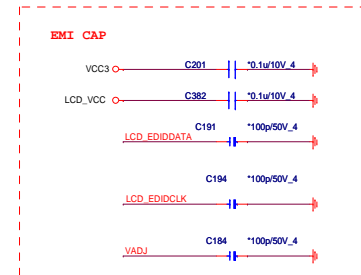 EMI CAP
VCC3 C201 *0.1u/10V_4
LCD_VCC C382 *0.1u/10V_4
C191 *100p/50V_4
LCD_EDIDDATA
C194 *100p/50V_4
LCD_EDIDCLK
C184 *100p/50V_4
VADJ